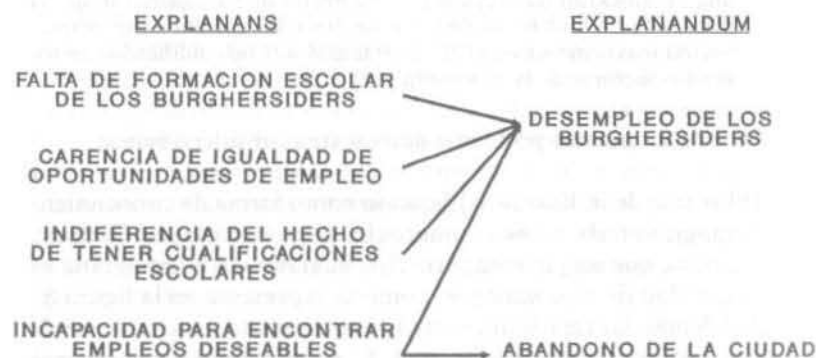 EXPLANANS
EXPLANANDUM
FALTA DE FORMACION ESCOLAR
DE LOS BURGHERSIDERS
DESEMPLEO DE LOS
BURGHERSIDERS
CARENCIA DE IGUALDAD DE
OPORTUNIDADES DE EMPLEO
INDIFERENCIA DEL HECHO
DE TENER CUALIFICACIONES
ESCOLARES
INCAPACIDAD PARA ENCONTRAR
EMPLEOS DESEABLES
ABANDONO DE LA CIUDAD